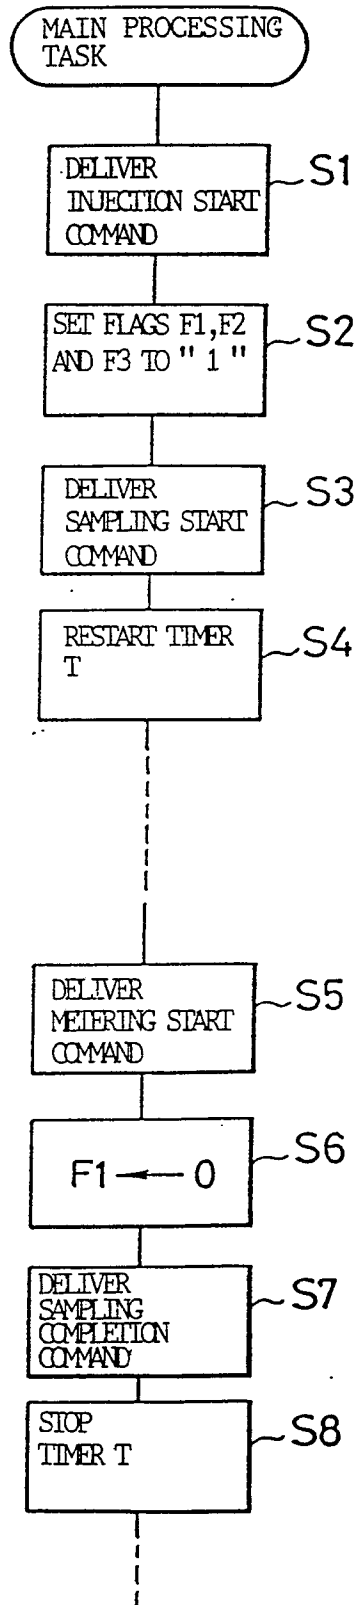 MAIN PROCESSING
TASK
DELIVER
INJECTION START
COMMAND
S1
SET FLAGS F1,F2
AND F3 TO " 1 "
S2
DELIVER
SAMPLING START
COMMAND
S3
RESTART TIMER
T
S4
DELIVER
METERING START
COMMAND
S5
F1 ← 0
S6
DELIVER
SAMPLING
COMPLETION
COMMAND
S7
STOP
TIMER T
S8